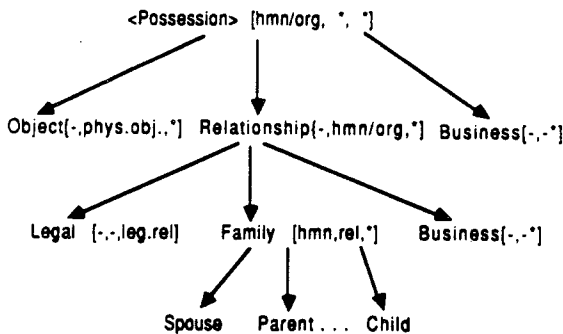 <Possession> [hmn/org, *, *]
Object[-,phys.obj.,*] Relationship{-,hmn/org,*] Business[-,-*]
Legal [-,-,leg.rel] Family [hmn,rel,*] Business[-,-*]
Spouse Parent . . . Child